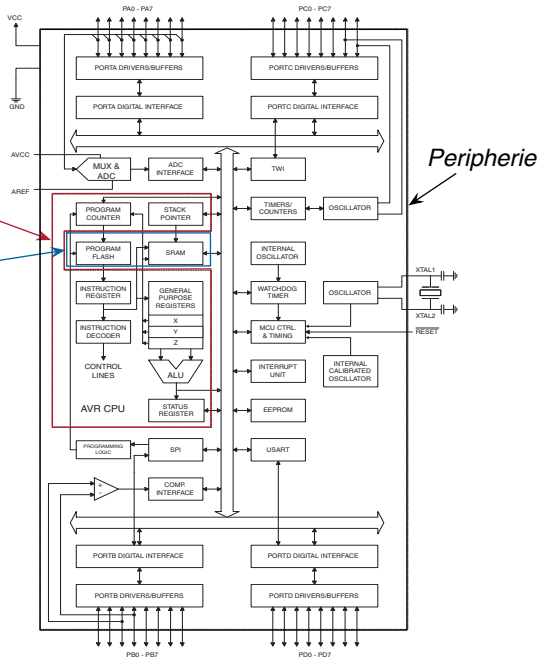 PA0 - PA7
PC0 - PC7
VCC
GND
PORTA DRIVERS/BUFFERS
PORTC DRIVERS/BUFFERS
PORTA DIGITAL INTERFACE
PORTC DIGITAL INTERFACE
Peripherie
AVCC
AREF
MUX &
ADC
ADC
INTERFACE
TWI
PROGRAM
COUNTER
STACK
POINTER
TIMERS/
COUNTERS
OSCILLATOR
PROGRAM
FLASH
SRAM
INTERNAL
OSCILLATOR
INSTRUCTION
REGISTER
GENERAL
PURPOSE
REGISTERS
WATCHDOG
TIMER
OSCILLATOR
XTAL1
XTAL2
X
Y
Z
INSTRUCTION
DECODER
MCU CTRL
& TIMING
RESET
CONTROL
LINES
ALU
INTERRUPT
UNIT
INTERNAL
CALIBRATED
OSCILLATOR
AVR CPU
STATUS
REGISTER
EEPROM
PROGRAMMING
LOGIC
SPI
USART
+
-
COMP.
INTERFACE
PORTB DIGITAL INTERFACE
PORTD DIGITAL INTERFACE
PORTB DRIVERS/BUFFERS
PORTD DRIVERS/BUFFERS
PB0 - PB7
PD0 - PD7